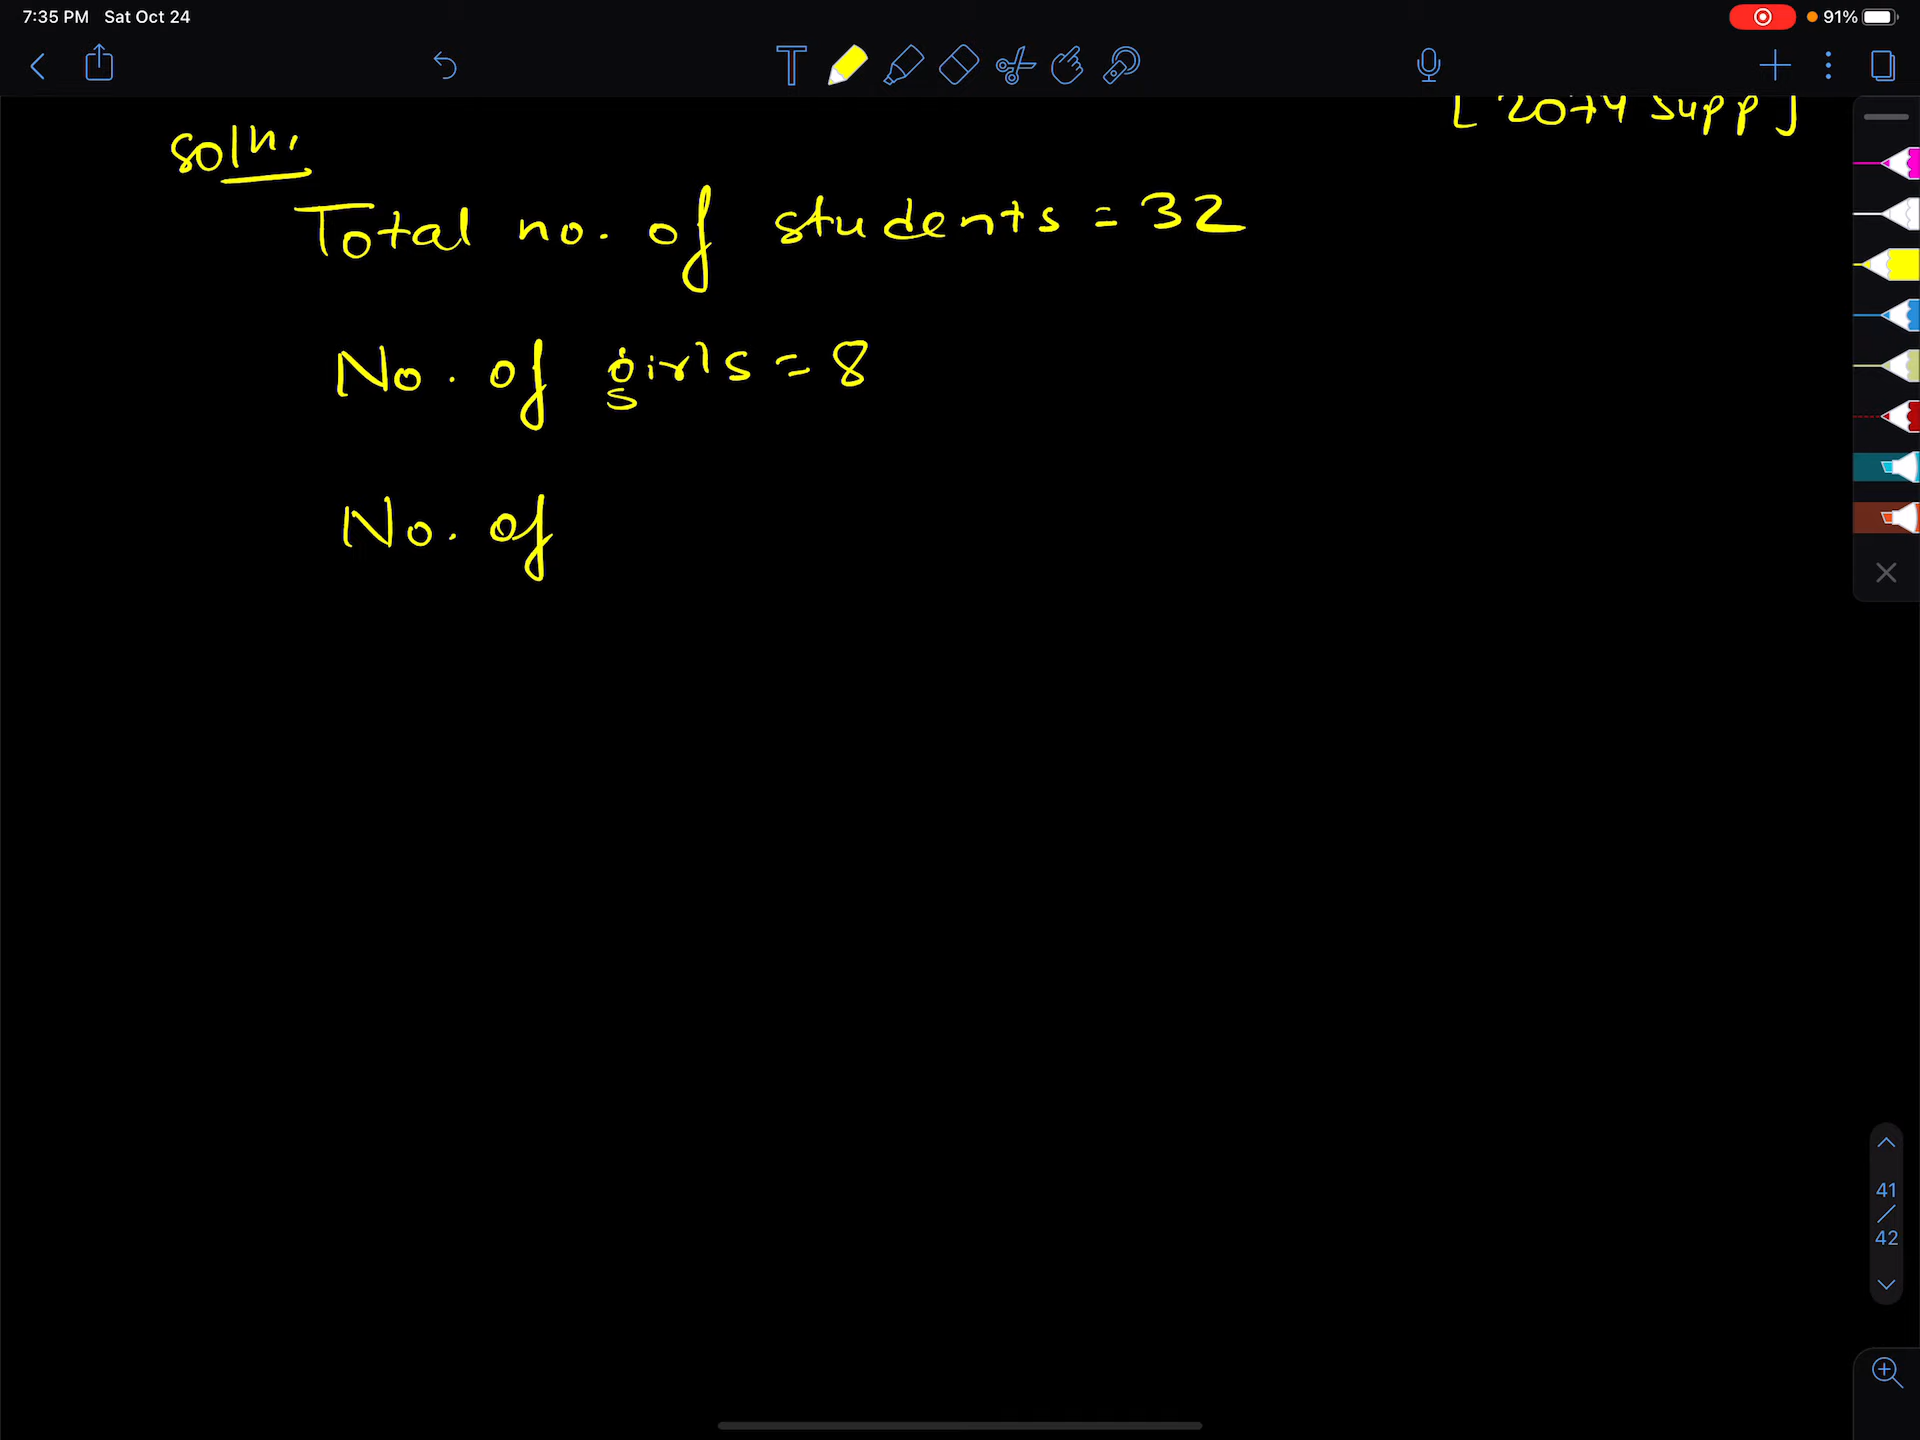 7:35 PM Sat Oct 24 91%
[2074 supp]
Soln.
Total no. of students = 32
No. of girls = 8
No. of
41
/
42